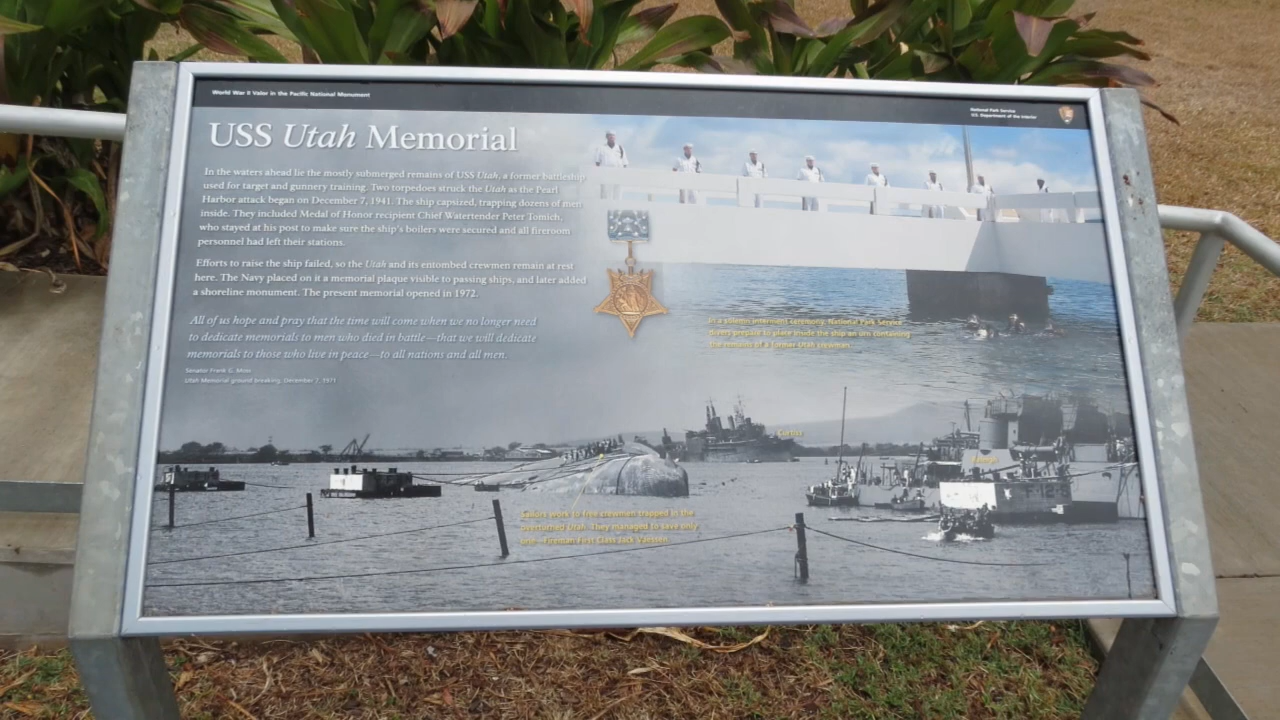 World War II Valor in the Pacific National Monument
National Park Service
U.S. Department of the Interior
USS Utah Memorial
In the waters ahead lie the mostly submerged remains of USS Utah, a former battleship
used for target and gunnery training. Two torpedoes struck the Utah as the Pearl
Harbor attack began on December 7, 1941. The ship capsized, trapping dozens of men
inside. They included Medal of Honor recipient Chief Watertender Peter Tomich,
who stayed at his post to make sure the ship's boilers were secured and all fireroom
personnel had left their stations.
Efforts to raise the ship failed, so the Utah and its entombed crewmen remain at rest
here. The Navy placed on it a memorial plaque visible to passing ships, and later added
a shoreline monument. The present memorial opened in 1972.
All of us hope and pray that the time will come when we no longer need
to dedicate memorials to men who died in battle—that we will dedicate
memorials to those who live in peace—to all nations and all men.
Senator Frank G. Moss
Utah Memorial ground breaking, December 7, 1971
In a solemn interment ceremony, National Park Service
divers prepare to place inside the ship an urn containing
the remains of a former Utah crewman.
Curtiss
Sailors work to free crewmen trapped in the
overturned Utah. They managed to save only
one—Fireman First Class Jack Vaessen.